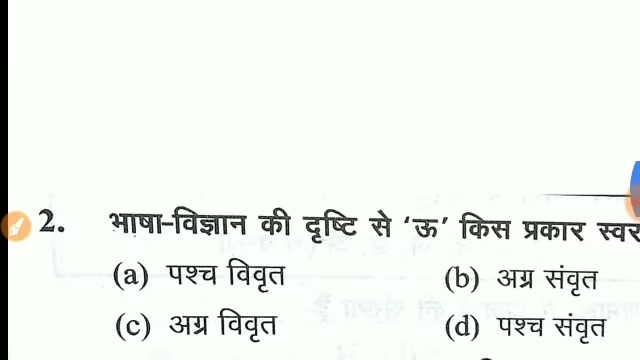 2. भाषा-विज्ञान की दृष्टि से ‘ऊ’ किस प्रकार स्वर
(a) पश्च विवृत (b) अग्र संवृत
(c) अग्र विवृत (d) पश्च संवृत